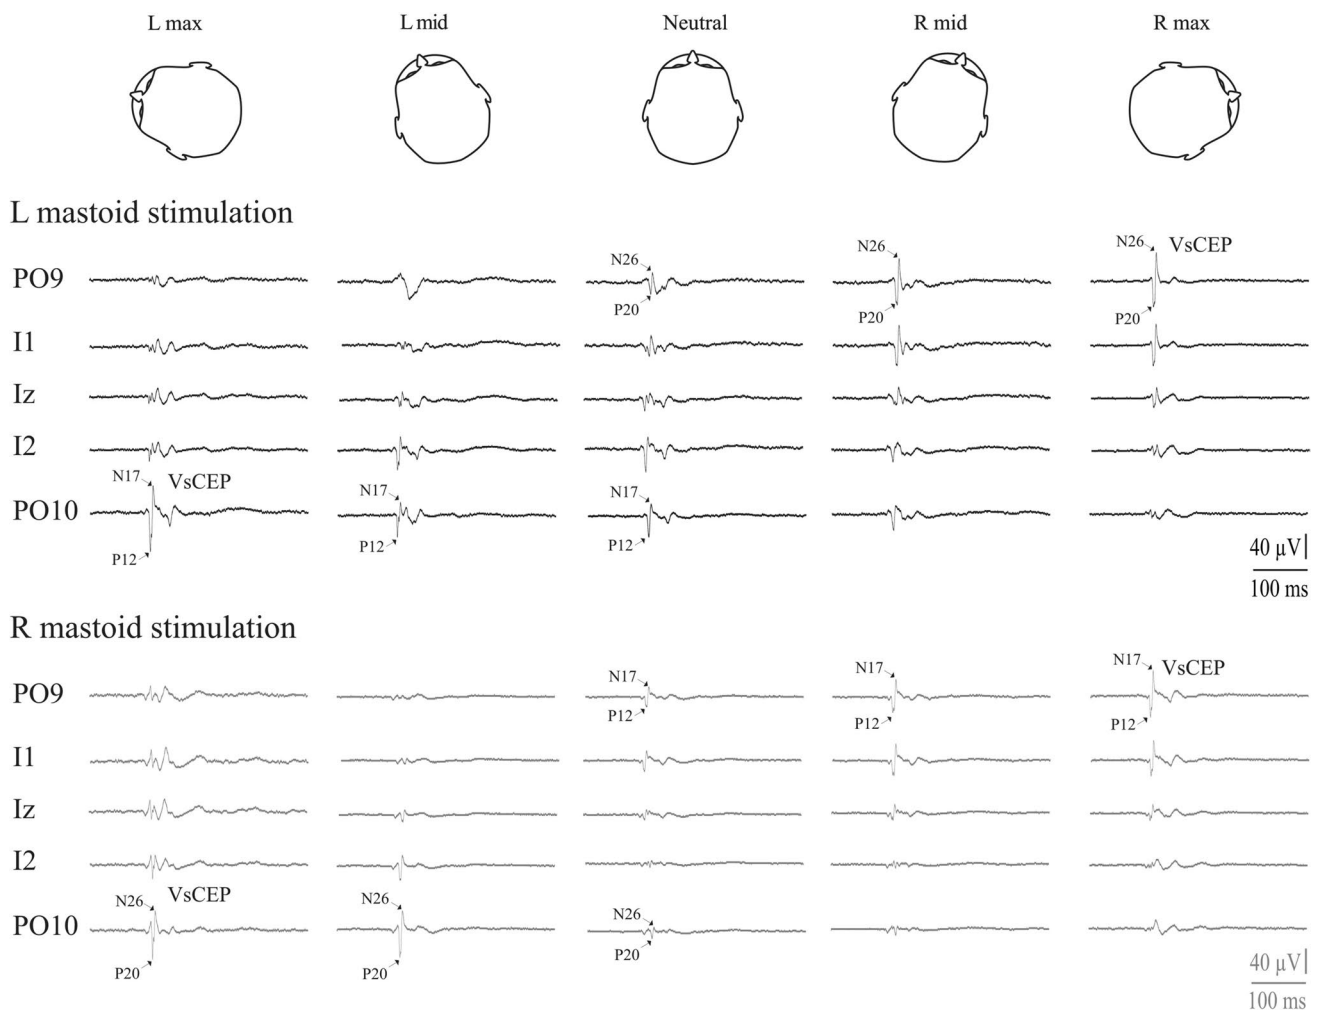 L max L mid Neutral R mid R max
L mastoid stimulation
N26 VsCEP
N26
N26
PO9
P20
P20
P20
I1
Iz
I2
N17 VsCEP
N17
N17
PO10
P12
P12
P12
40 µV
100 ms
R mastoid stimulation
N17 VsCEP
N17
N17
PO9
P12
P12
P12
I1
Iz
I2
N26 VsCEP
N26
N26
PO10
P20
P20
P20
40 µV
100 ms